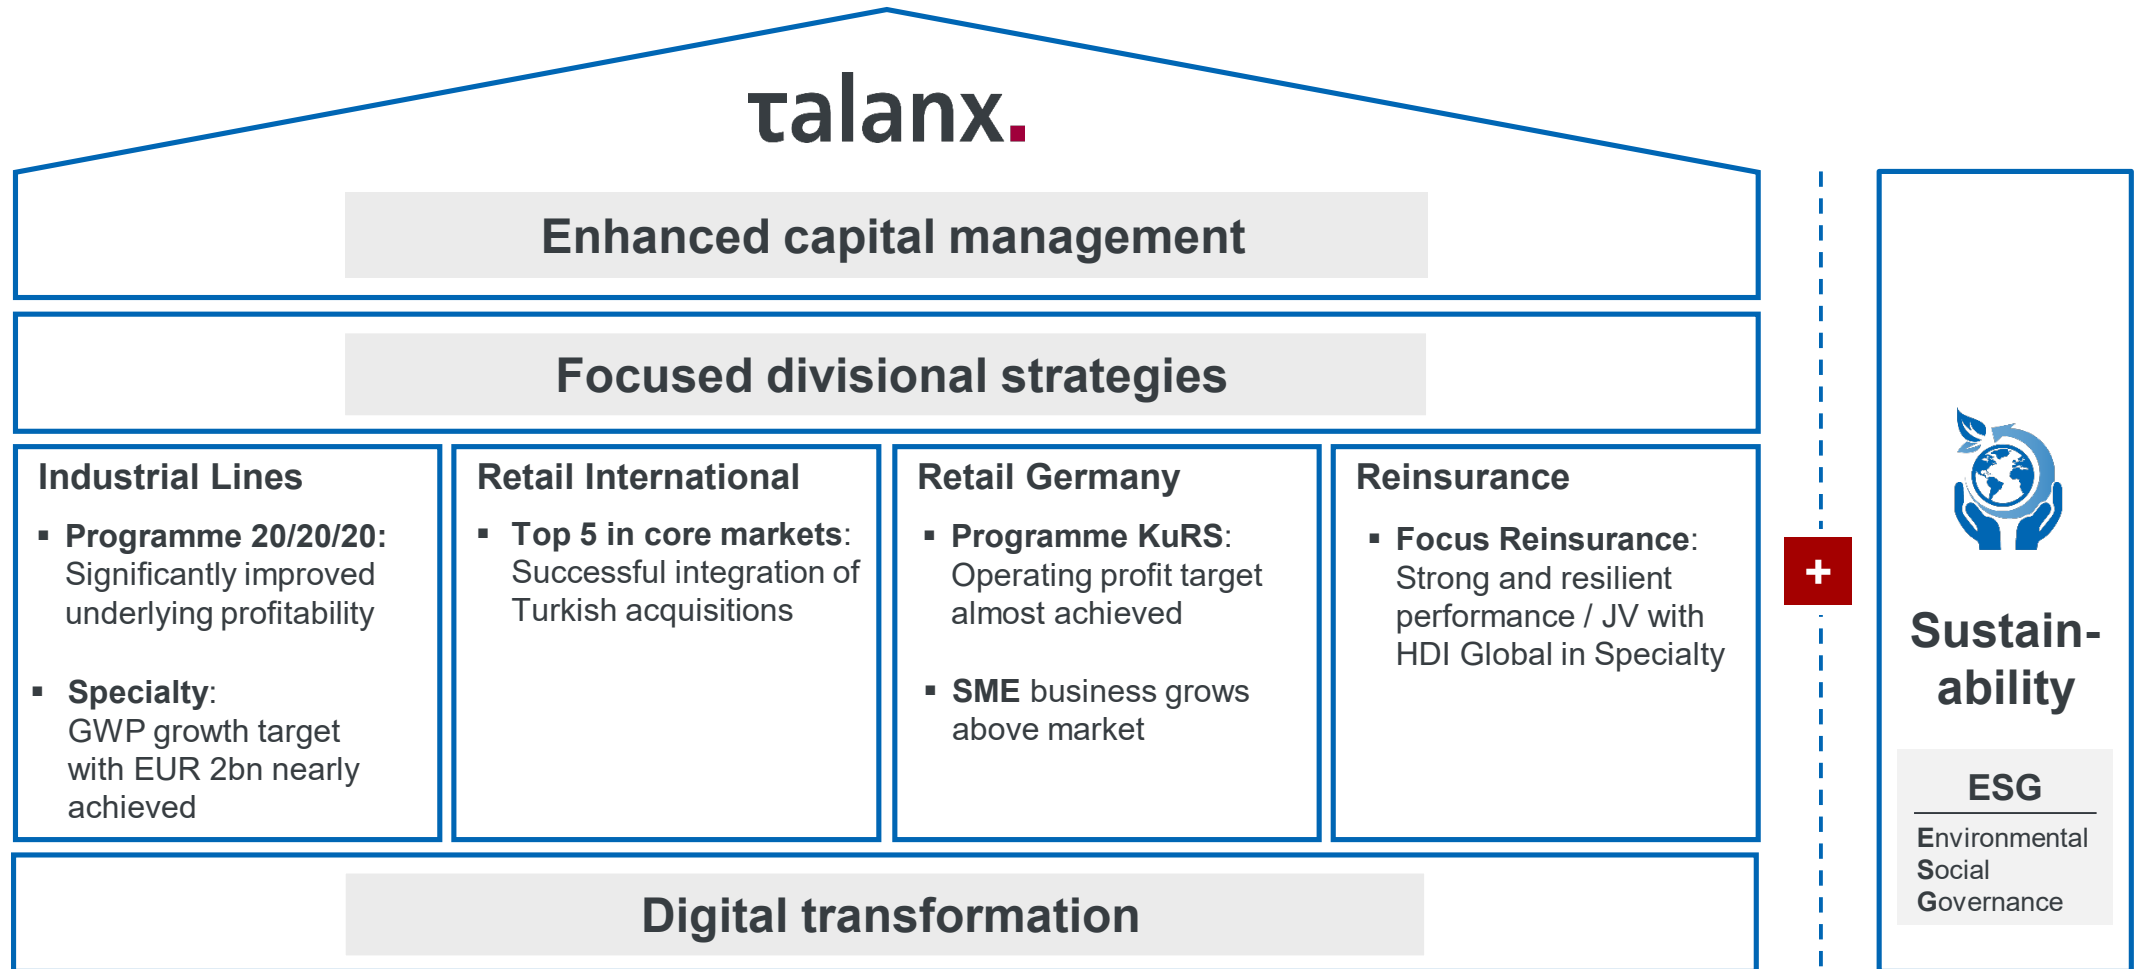 talanx.
Enhanced capital management
Focused divisional strategies
Industrial Lines
▪ Programme 20/20/20:
Significantly improved
underlying profitability
▪ Specialty:
GWP growth target
with EUR 2bn nearly
achieved
Retail International
▪ Top 5 in core markets:
Successful integration of
Turkish acquisitions
Retail Germany
▪ Programme KuRS:
Operating profit target
almost achieved
▪ SME business grows
above market
Reinsurance
▪ Focus Reinsurance:
Strong and resilient
performance / JV with
HDI Global in Specialty
Digital transformation
+
Sustain-
ability
ESG
Environmental
Social
Governance